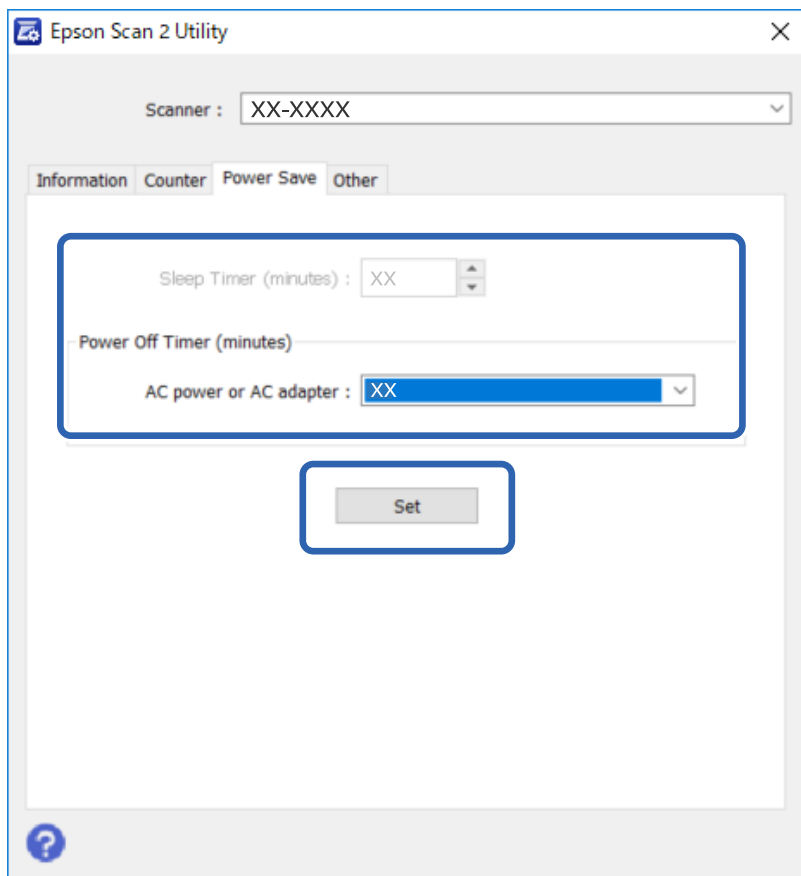 Epson Scan 2 Utility
Scanner : XX-XXXX
Information Counter Power Save Other
Sleep Timer (minutes) : XX
Power Off Timer (minutes)
AC power or AC adapter : XX
Set
?